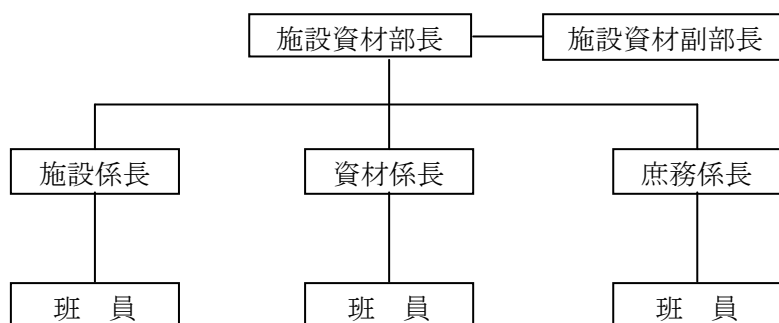 施設資材部長 施設資材副部長
施設係長 資材係長 庶務係長
班　員 班　員 班　員